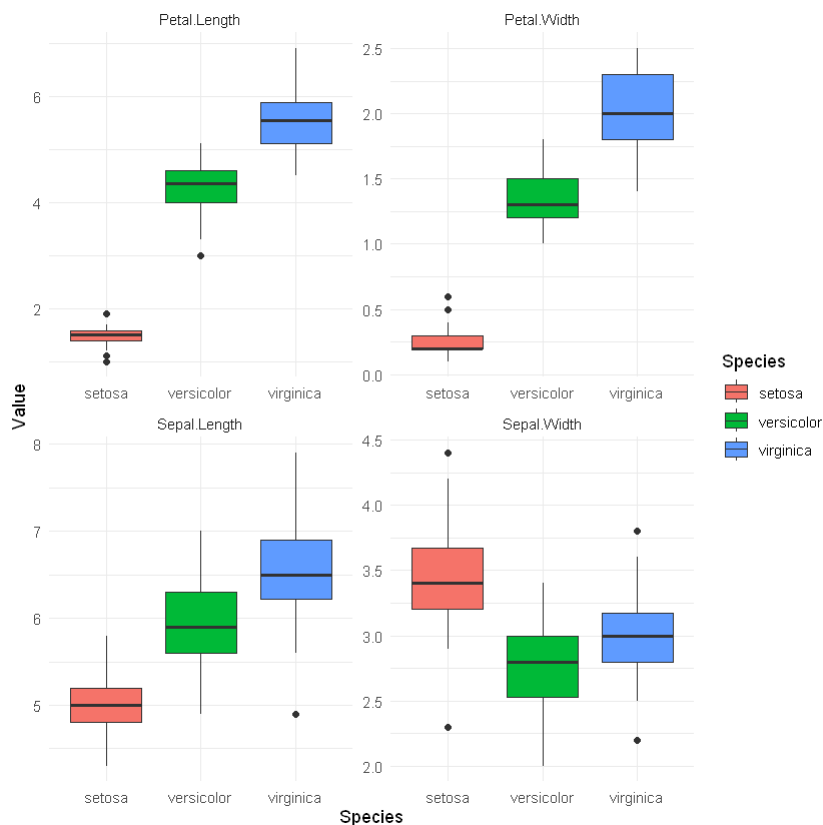 Petal.Length
Petal.Width
6
4
2
2.5
2.0
1.5
1.0
0.5
0.0
setosa versicolor virginica
setosa versicolor virginica
Value
Sepal.Length
Sepal.Width
8
7
6
5
4.5
4.0
3.5
3.0
2.5
2.0
setosa versicolor virginica
setosa versicolor virginica
Species
Species
setosa
versicolor
virginica